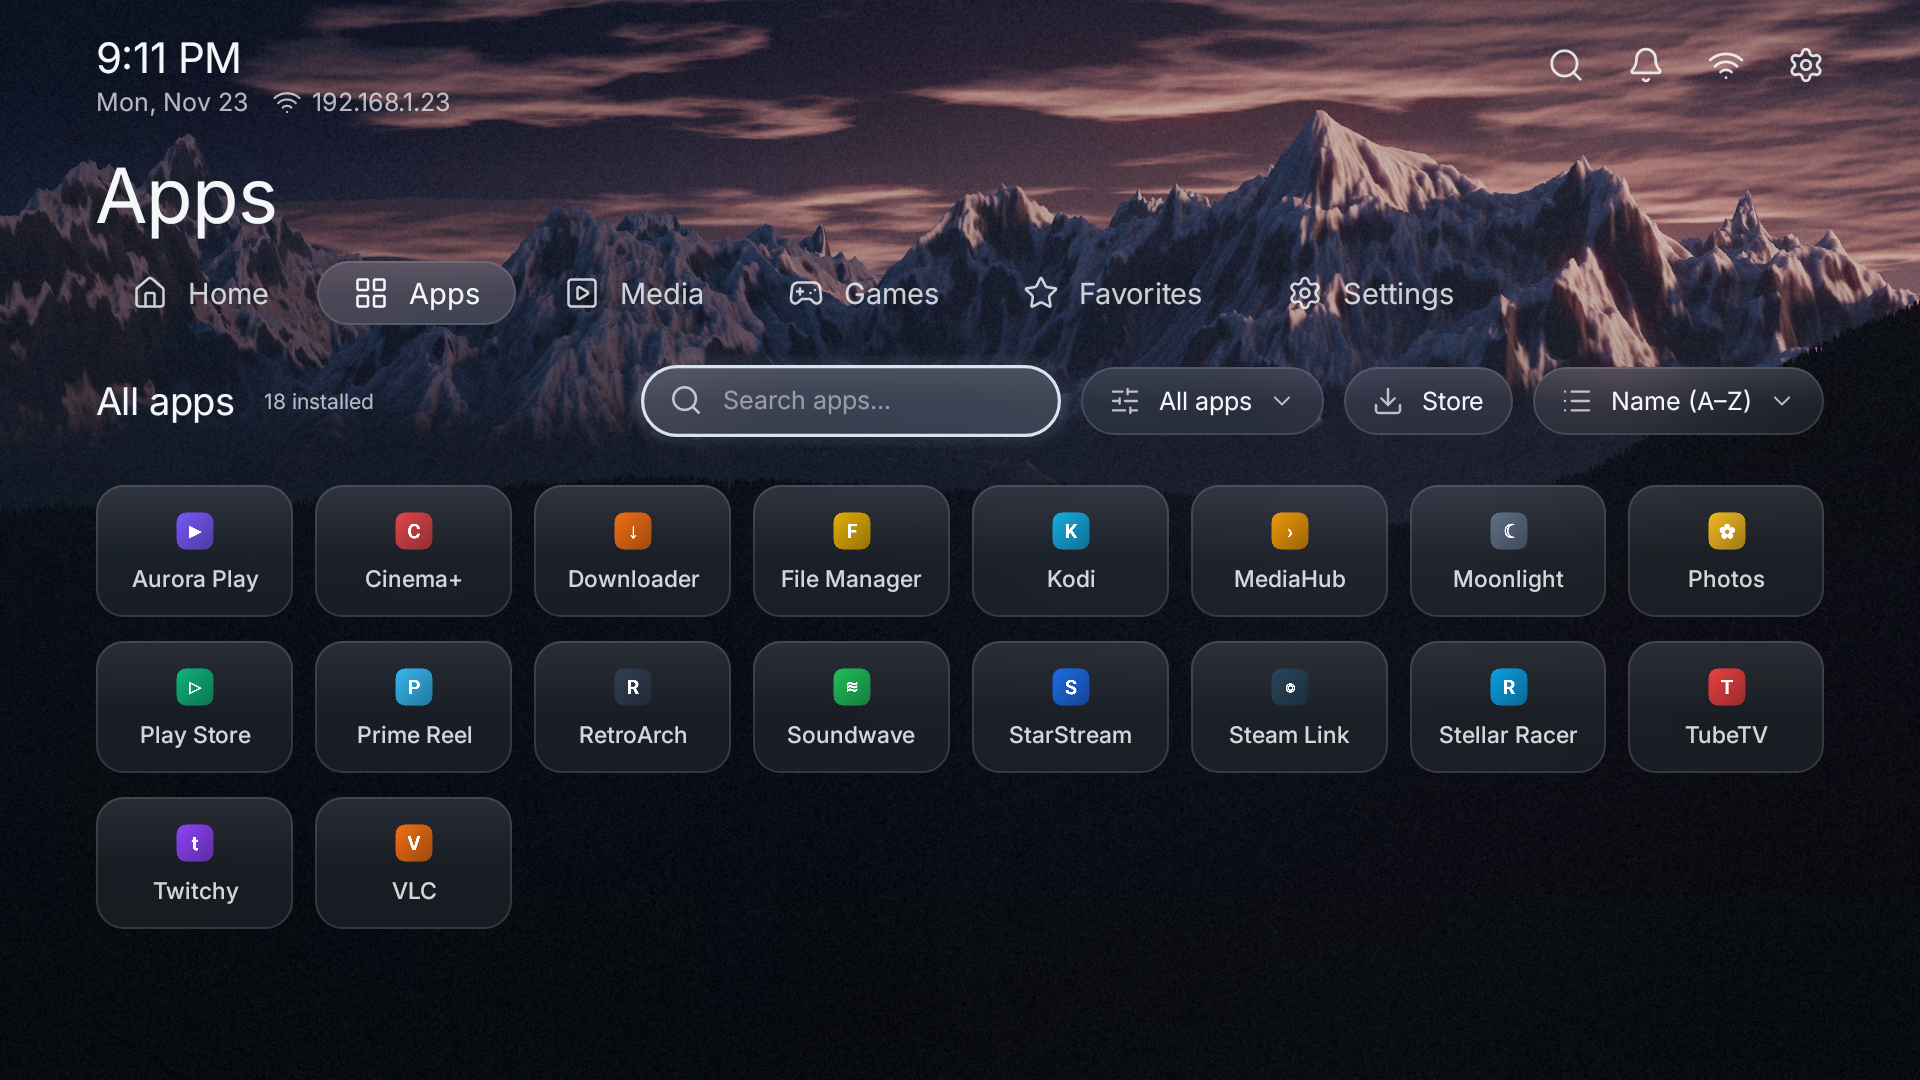 9:11 PM
Mon, Nov 23 192.168.1.23
Apps
Home Apps Media Games Favorites Settings
All apps 18 installed Search apps... All apps Store Name (A–Z)
C F K
Aurora Play Cinema+ Downloader File Manager Kodi MediaHub Moonlight Photos
P R S R T
Play Store Prime Reel RetroArch Soundwave StarStream Steam Link Stellar Racer TubeTV
t V
Twitchy VLC